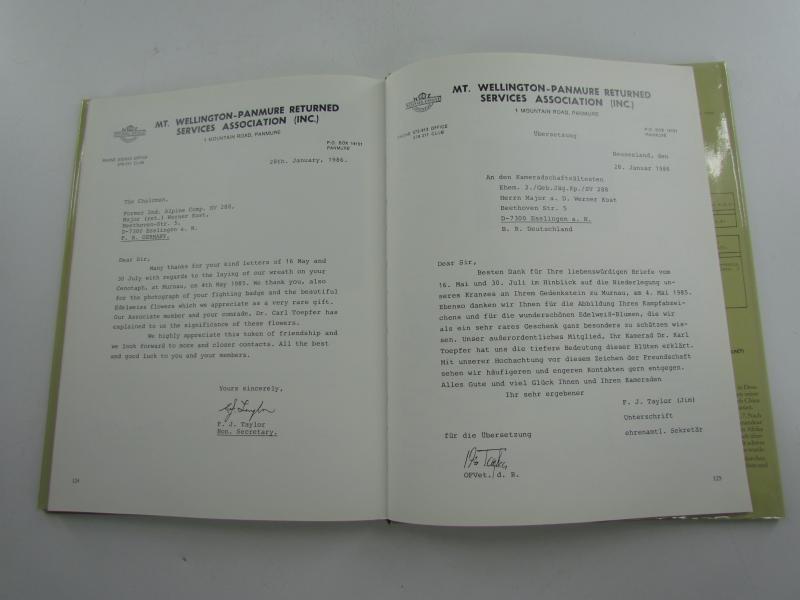 MT. WELLINGTON-PANMURE RETURNED
SERVICES ASSOCIATION (INC.)
1 MOUNTAIN ROAD, PANMURE
P.O. BOX 14151
PANMURE
28th. January, 1986.
The Chairman,
Former Ind. Alpine Comp. SV 288,
Major (ret.) Werner Kost,
Beethoven-Str. 5,
D-7300 Esslingen a. N.
F. R. GERMANY.
Dear Sir,
Many thanks for your kind letters of 16 May and
30 July with regards to the laying of our wreath on your
Cenotaph, at Murnau, on 4th May 1985. We thank you, also
for the photograph of your fighting badge and the beautiful
Edelweiss flowers which we appreciate as a very rare gift.
Our Associate member and your comrade, Dr. Carl Toepfer has
explained to us the significance of these flowers.
We highly appreciate this token of friendship and
we look forward to more and closer contacts. All the best
and good luck to you and your members.
Yours sincerely,
F. J. Taylor
Hon. Secretary.
124
MT. WELLINGTON-PANMURE RETURNED
SERVICES ASSOCIATION (INC.)
1 MOUNTAIN ROAD, PANMURE
Übersetzung
P.O. BOX 14151
PANMURE
Neuseeland, den
28. Januar 1986
An den Kameradschaftsältesten
Ehem. 2./Geb.Jäg.Kp./SV 288
Herrn Major a. D. Werner Kost
Beethoven Str. 5
D-7300 Esslingen a. N.
B. R. Deutschland
Dear Sir,
Besten Dank für Ihre liebenswürdigen Briefe vom
16. Mai und 30. Juli im Hinblick auf die Niederlegung un-
seres Kranzes an Ihrem Gedenkstein zu Murnau, am 4. Mai 1985.
Ebenso danken wir Ihnen für die Abbildung Ihres Kampfabzei-
chens und für die wunderschönen Edelweiß-Blumen, die wir
als ein sehr rares Geschenk ganz besonders zu schätzen wis-
sen. Unser außerordentliches Mitglied, Ihr Kamerad Dr. Karl
Toepfer hat uns die tiefere Bedeutung dieser Blüten erklärt.
Mit unserer Hochachtung vor diesem Zeichen der Freundschaft
sehen wir häufigeren und engeren Kontakten gern entgegen.
Alles Gute und viel Glück Ihnen und Ihren Kameraden
Ihr sehr ergebener
F. J. Taylor (Jim)
Unterschrift
ehrenamtl. Sekretär
für die Übersetzung
OFVet. d. R.
125